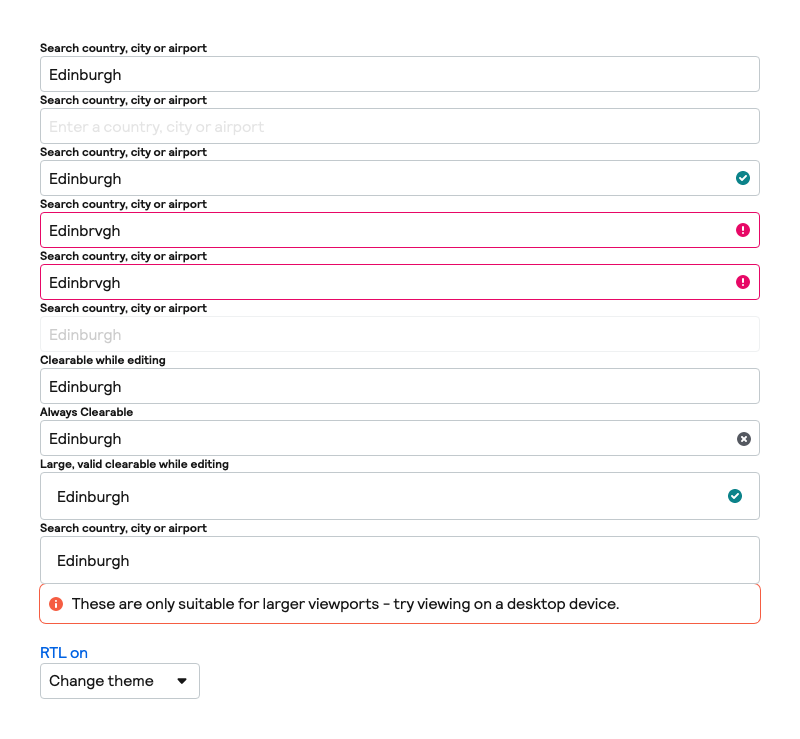 Search country, city or airport
Edinburgh
Search country, city or airport
Enter a country, city or airport
Search country, city or airport
Edinburgh
Search country, city or airport
Edinbrvgh
Search country, city or airport
Edinbrvgh
Search country, city or airport
Edinburgh
Clearable while editing
Edinburgh
Always Clearable
Edinburgh
Large, valid clearable while editing
Edinburgh
Search country, city or airport
Edinburgh
These are only suitable for larger viewports - try viewing on a desktop device.
RTL on
Change theme